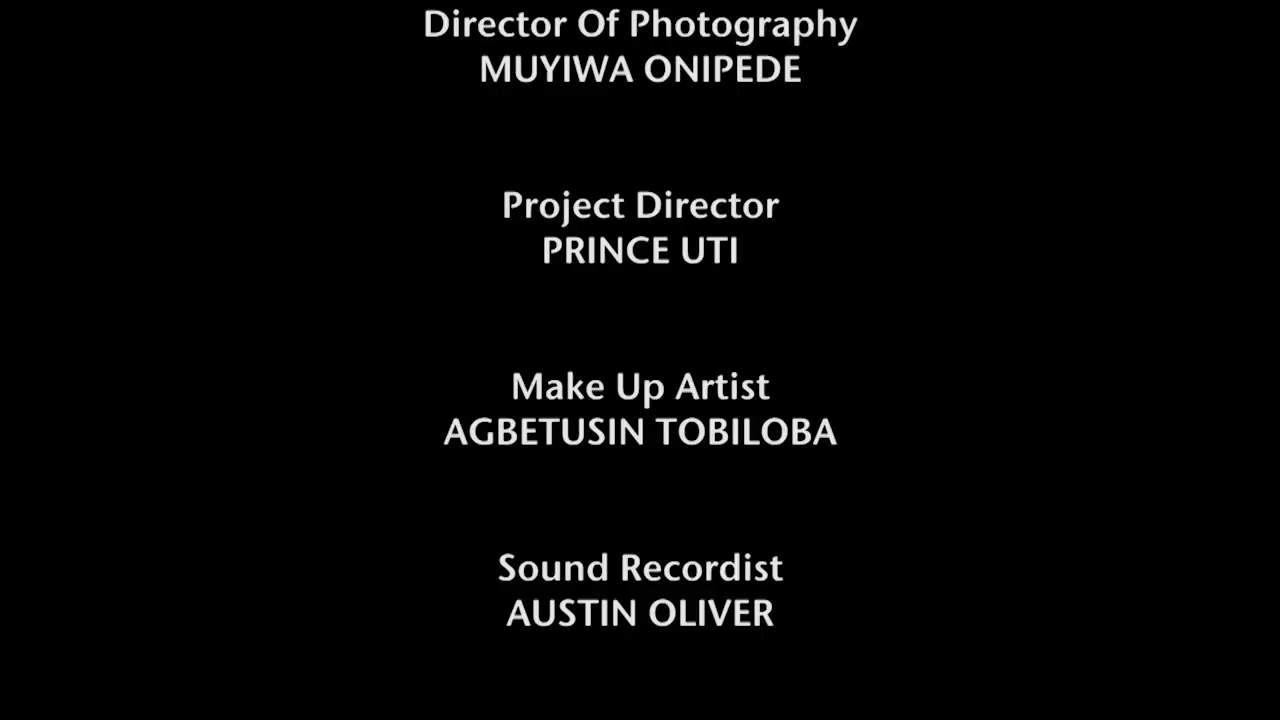 Director Of Photography
MUYIWA ONIPEDE
Project Director
PRINCE UTI
Make Up Artist
AGBETUSIN TOBILOBA
Sound Recordist
AUSTIN OLIVER